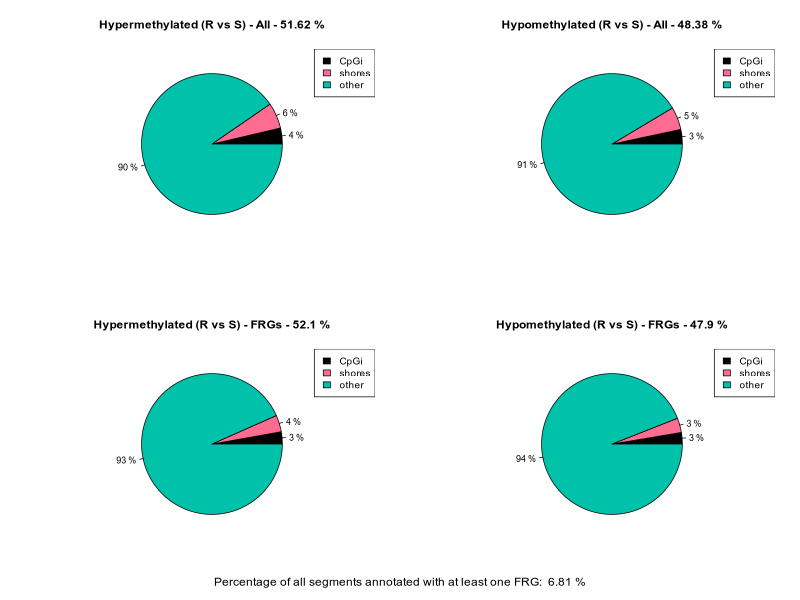 Hypermethylated (R vs S) - All - 51.62 %
CpGi
shores
other
6 %
4 %
90 %
Hypomethylated (R vs S) - All - 48.38 %
CpGi
shores
other
5 %
3 %
91 %
Hypermethylated (R vs S) - FRGs - 52.1 %
CpGi
shores
other
4 %
3 %
93 %
Hypomethylated (R vs S) - FRGs - 47.9 %
CpGi
shores
other
3 %
3 %
94 %
Percentage of all segments annotated with at least one FRG:  6.81 %